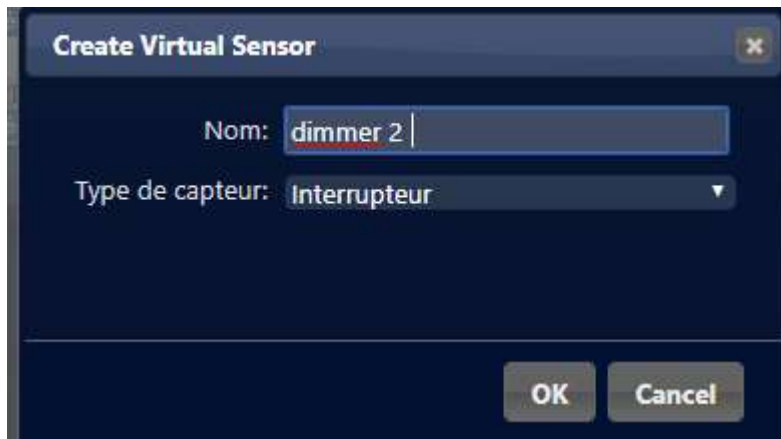 Create Virtual Sensor
Nom: dimmer 2
Type de capteur: Interrupteur
OK Cancel